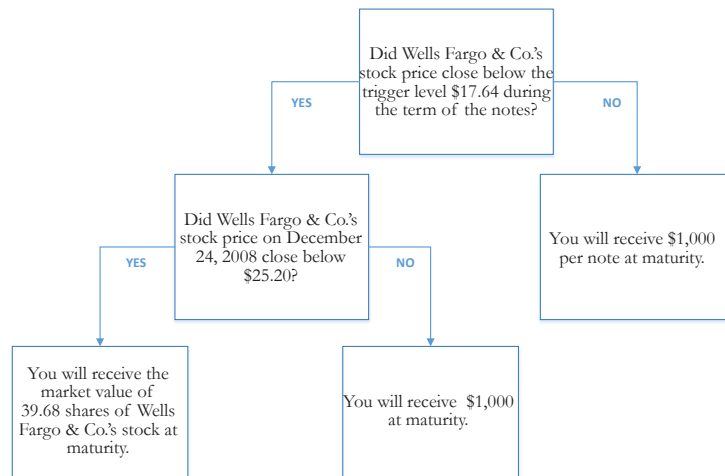 Did Wells Fargo & Co.'s
stock price close below the
trigger level $17.64 during
the term of the notes?
YES
NO
Did Wells Fargo & Co.'s
stock price on December
24, 2008 close below
$25.20?
You will receive $1,000
per note at maturity.
YES
NO
You will receive the
market value of
39.68 shares of Wells
Fargo & Co.'s stock at
maturity.
You will receive $1,000
at maturity.